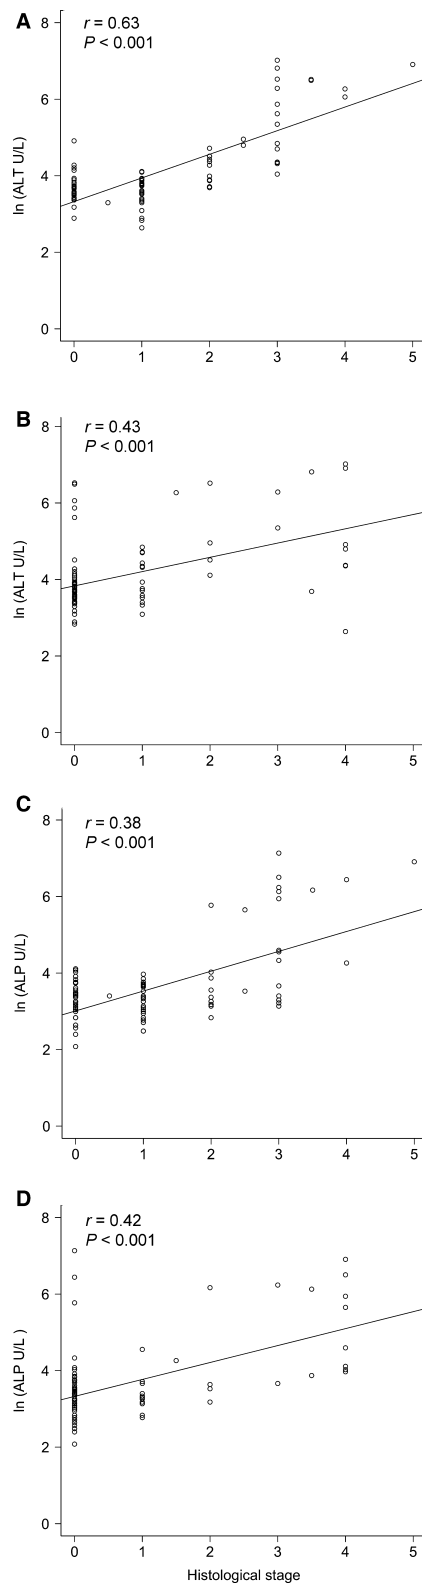 A
r = 0.63
P < 0.001
8
6
4
2
0
ln (ALT U/L)
0 1 2 3 4 5
B
r = 0.43
P < 0.001
8
6
4
2
0
ln (ALT U/L)
0 1 2 3 4 5
C
r = 0.38
P < 0.001
8
6
4
2
0
ln (ALP U/L)
0 1 2 3 4 5
D
r = 0.42
P < 0.001
8
6
4
2
0
ln (ALP U/L )
0 1 2 3 4 5
Histological stage